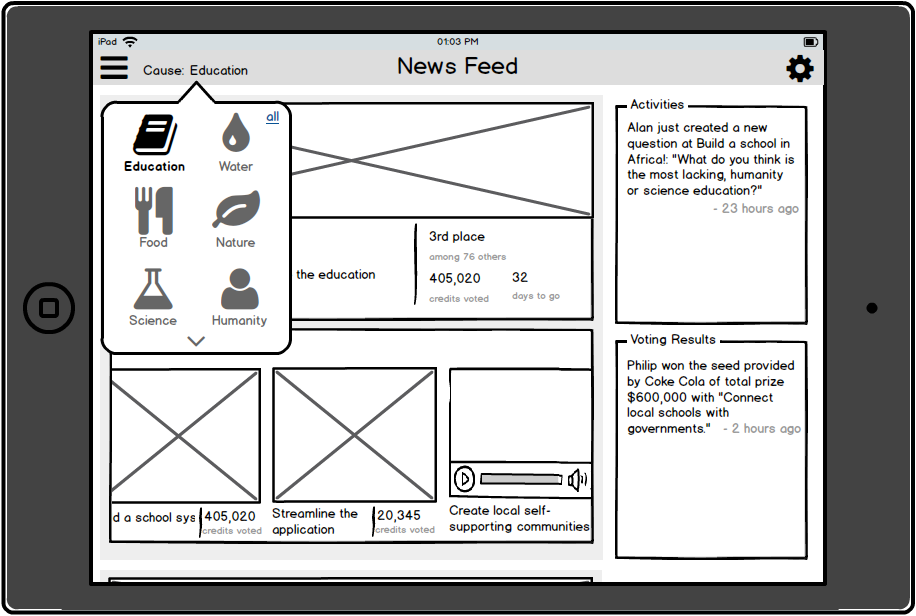 iPad
01:03 PM
Cause: Education
News Feed
all
Education
Water
Food
Nature
Science
Humanity
the education
3rd place
among 76 others
405,020
32
credits voted
days to go
d a school sys
405,020
credits voted
Streamline the
application
20,345
credits voted
Create local self-
supporting communities
Activities
Alan just created a new
question at Build a school in
Africa!: "What do you think is
the most lacking, humanity
or science education?"
- 23 hours ago
Voting Results
Philip won the seed provided
by Coke Cola of total prize
$600,000 with "Connect
local schools with
governments."
- 2 hours ago